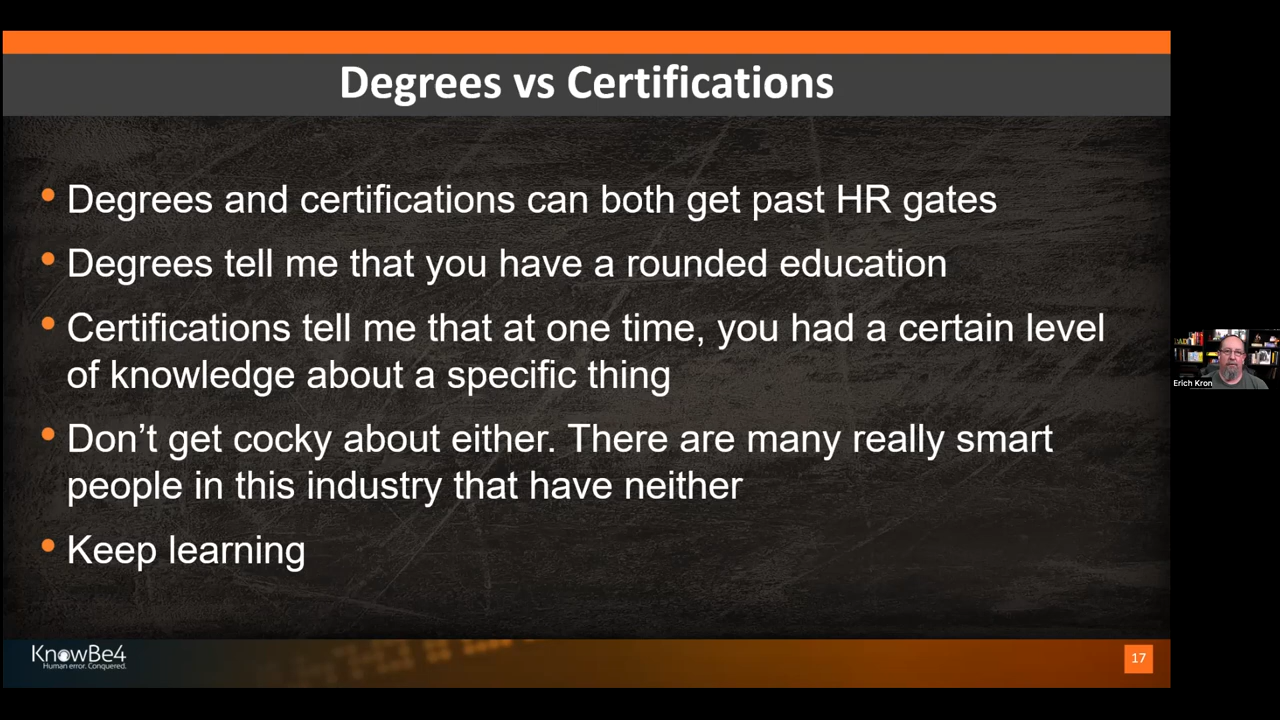 Degrees vs Certifications
• Degrees and certifications can both get past HR gates
• Degrees tell me that you have a rounded education
• Certifications tell me that at one time, you had a certain level
of knowledge about a specific thing
• Don’t get cocky about either. There are many really smart
people in this industry that have neither
• Keep learning
KnowBe4
Human error. Conquered.
17
Erich Kron